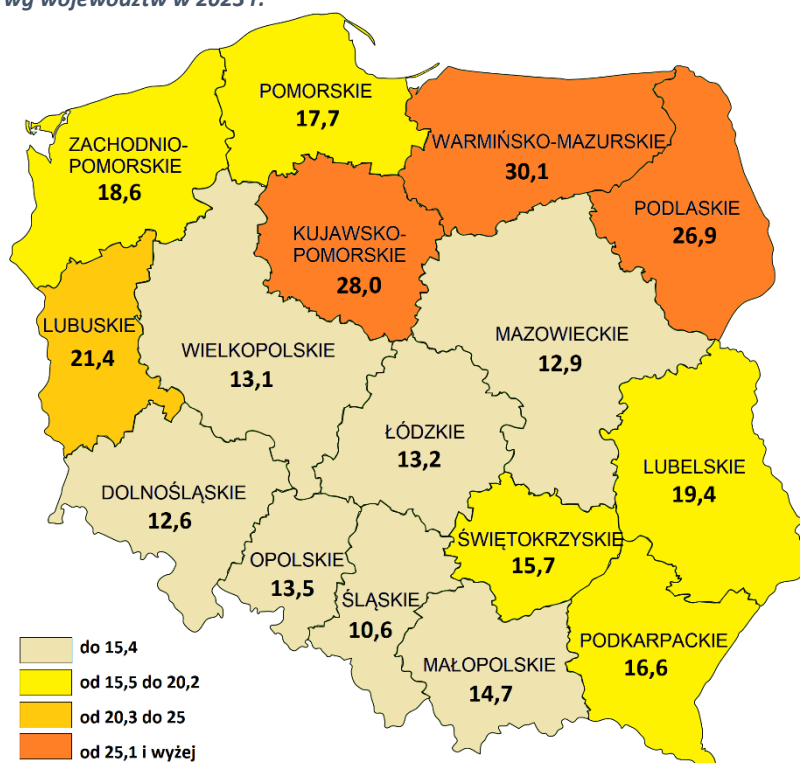 wg województw w 2023 r.
POMORSKIE
17,7
ZACHODNIO-
POMORSKIE
18,6
WARMIŃSKO-MAZURSKIE
30,1
PODLASKIE
26,9
KUJAWSKO-
POMORSKIE
28,0
LUBUSKIE
21,4
WIELKOPOLSKIE
13,1
MAZOWIECKIE
12,9
ŁÓDZKIE
13,2
LUBELSKIE
19,4
DOLNOŚLĄSKIE
12,6
OPOLSKIE
13,5
ŚLĄSKIE
10,6
ŚWIĘTOKRZYSKIE
15,7
MAŁOPOLSKIE
14,7
PODKARPACKIE
16,6
do 15,4
od 15,5 do 20,2
od 20,3 do 25
od 25,1 i wyżej